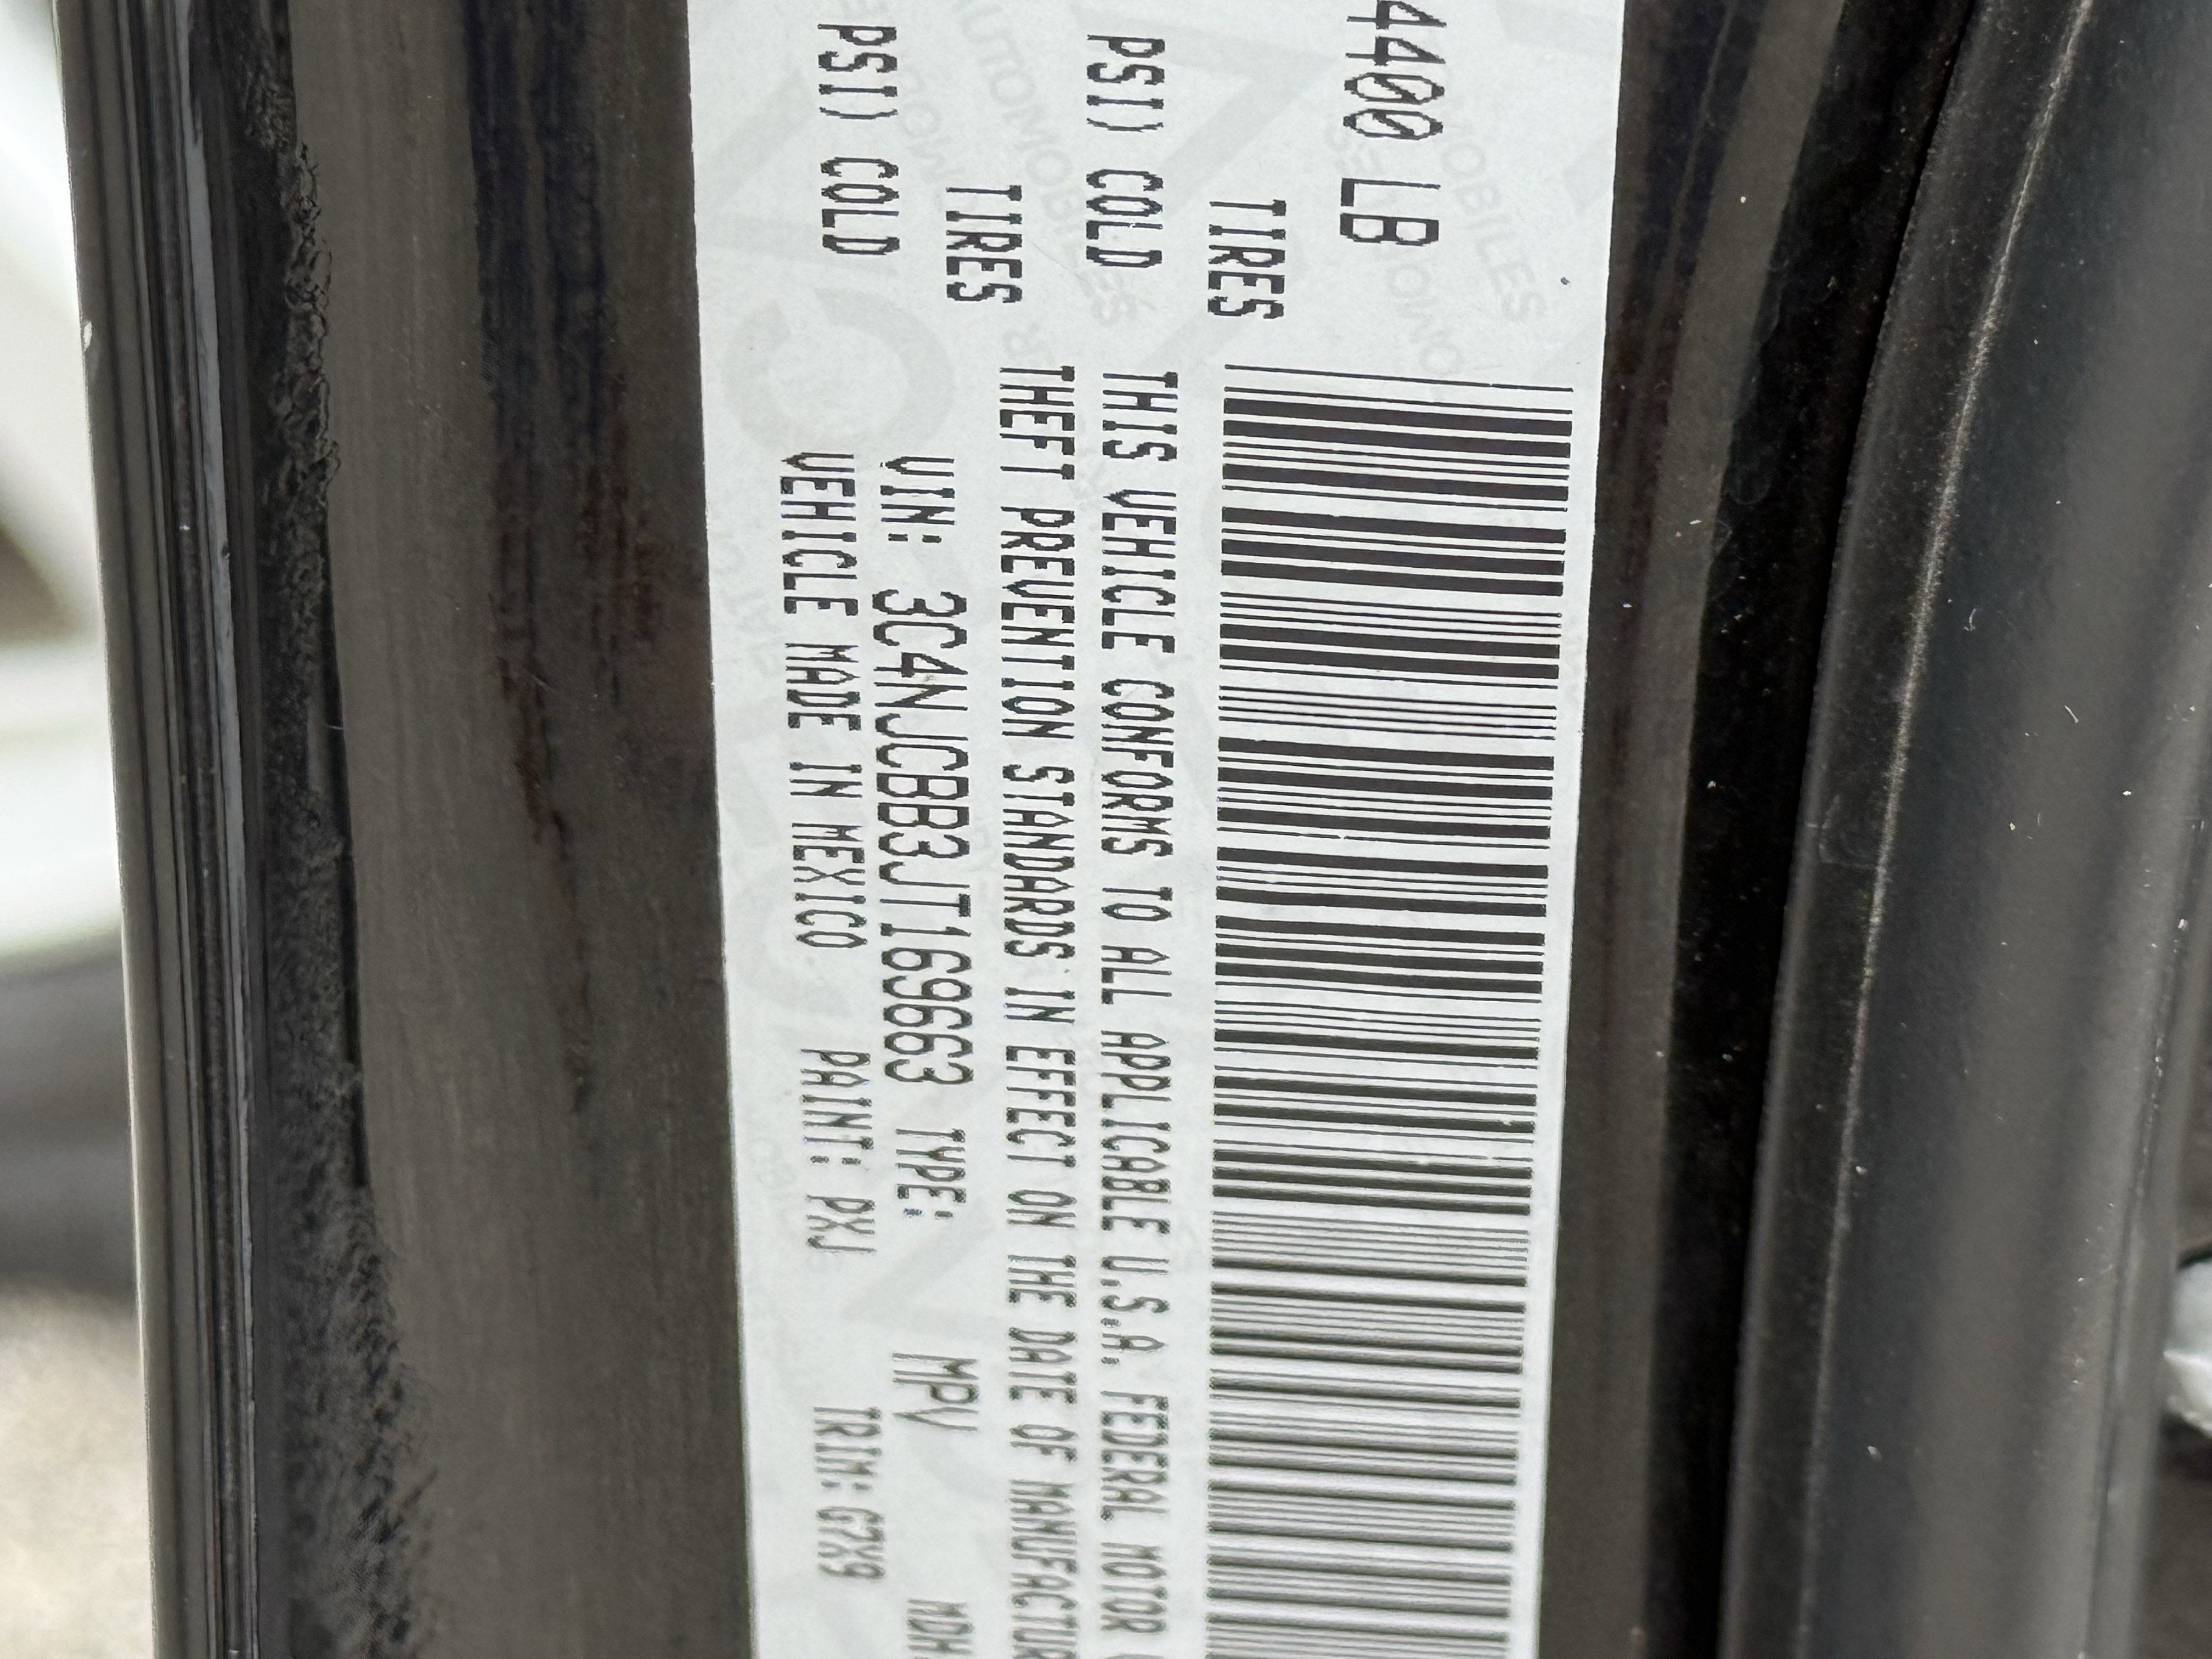 4400 LB
TIRES
PSI) COLD
THIS VEHICLE CONFORMS TO ALL APPLICABLE U.S.A. FEDERAL MOTOR
THEFT PREVENTION STANDARDS IN EFFECT ON THE DATE OF MANUFACTUR
TIRES
PSI) COLD
VIN: 3C4NJCBB3JT169663 TYPE: MPV MDH
VEHICLE MADE IN MEXICO PAINT: PXJ TRIM: G7X9